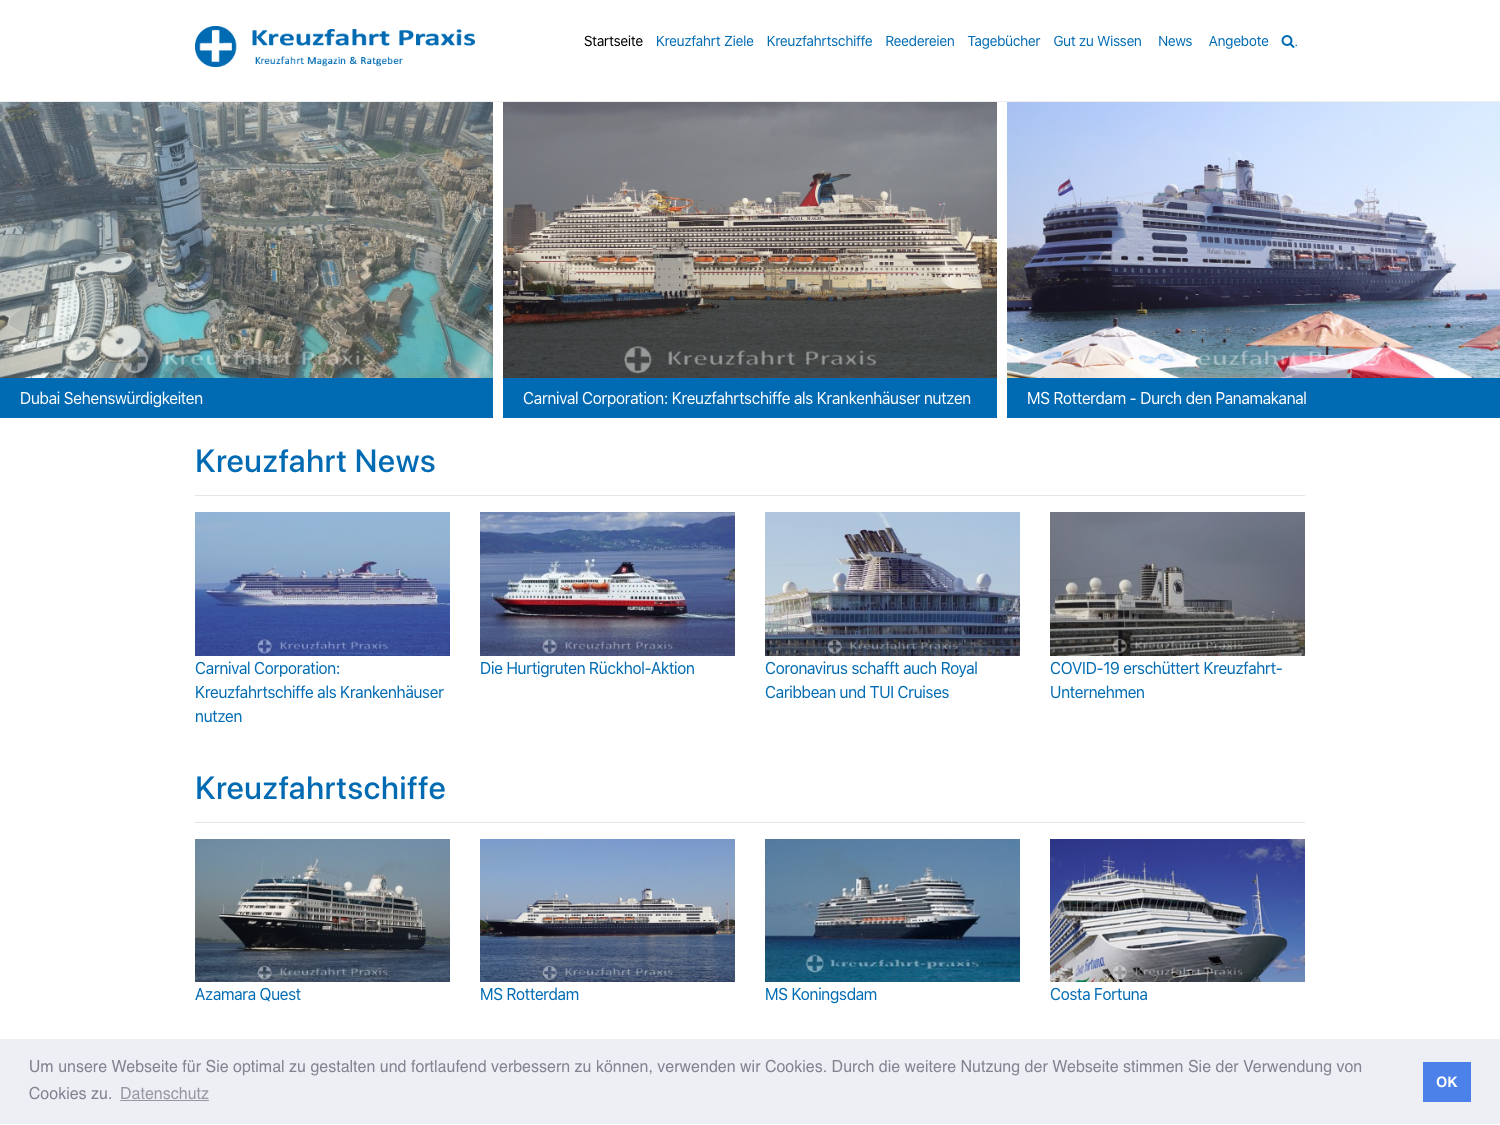 Kreuzfahrt Praxis
Kreuzfahrt Magazin & Ratgeber
Startseite Kreuzfahrt Ziele Kreuzfahrtschiffe Reedereien Tagebücher Gut zu Wissen News Angebote
Kreuzfahrt Praxis
Kreuzfahrt Praxis
Kreuzfahrt Praxis
Dubai Sehenswürdigkeiten
Carnival Corporation: Kreuzfahrtschiffe als Krankenhäuser nutzen
MS Rotterdam - Durch den Panamakanal
Kreuzfahrt News
Kreuzfahrt Praxis
HURTIGRUTEN
Kreuzfahrt Praxis
Kreuzfahrt Praxis
Kreuzfahrt Praxis
Carnival Corporation:
Kreuzfahrtschiffe als Krankenhäuser
nutzen
Die Hurtigruten Rückhol-Aktion
Coronavirus schafft auch Royal
Caribbean und TUI Cruises
COVID-19 erschüttert Kreuzfahrt-
Unternehmen
Kreuzfahrtschiffe
Kreuzfahrt Praxis
Kreuzfahrt Praxis
kreuzfahrt-praxis
Kreuzfahrt Praxis
Azamara Quest
MS Rotterdam
MS Koningsdam
Costa Fortuna
Um unsere Webseite für Sie optimal zu gestalten und fortlaufend verbessern zu können, verwenden wir Cookies. Durch die weitere Nutzung der Webseite stimmen Sie der Verwendung von
Cookies zu. Datenschutz
OK